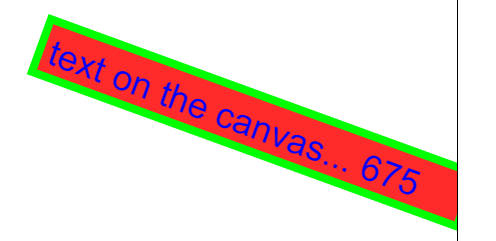 text on the canvas... 675